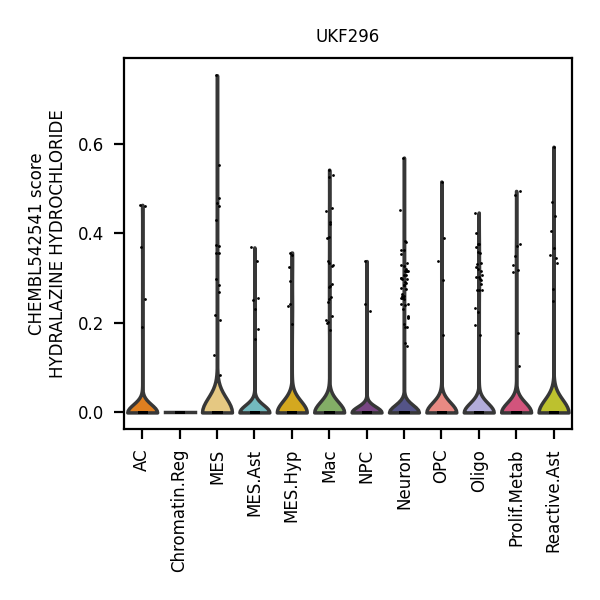 UKF296
CHEMBL542541 score
HYDRALAZINE HYDROCHLORIDE
0.6
0.4
0.2
0.0
AC
Chromatin.Reg
MES
MES.Ast
MES.Hyp
Mac
NPC
Neuron
OPC
Oligo
Prolif.Metab
Reactive.Ast